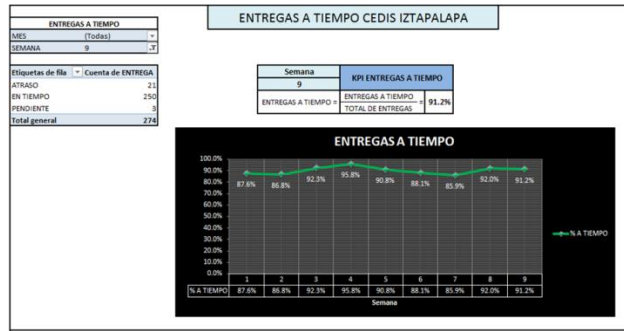 ENTREGAS A TIEMPO CEDIS IZTAPALAPA
ENTREGAS A TIEMPO
MES (Todas)
SEMANA 9
Etiquetas de fila Cuenta de ENTREGA
ATRASO 21
EN TIEMPO 250
PENDIENTE 3
Total general 274
Semana
9
KPI ENTREGAS A TIEMPO
ENTREGAS A TIEMPO = ENTREGAS A TIEMPO = 91.2%
TOTAL DE ENTREGAS
ENTREGAS A TIEMPO
100.0%
90.0%
80.0%
70.0%
60.0%
50.0%
40.0%
30.0%
20.0%
10.0%
0.0%
87.6% 86.8% 92.3% 95.8% 90.8% 88.1% 85.9% 92.0% 91.2%
% A TIEMPO
1 2 3 4 5 6 7 8 9
% A TIEMPO 87.6% 86.8% 92.3% 95.8% 90.8% 88.1% 85.9% 92.0% 91.2%
Semana